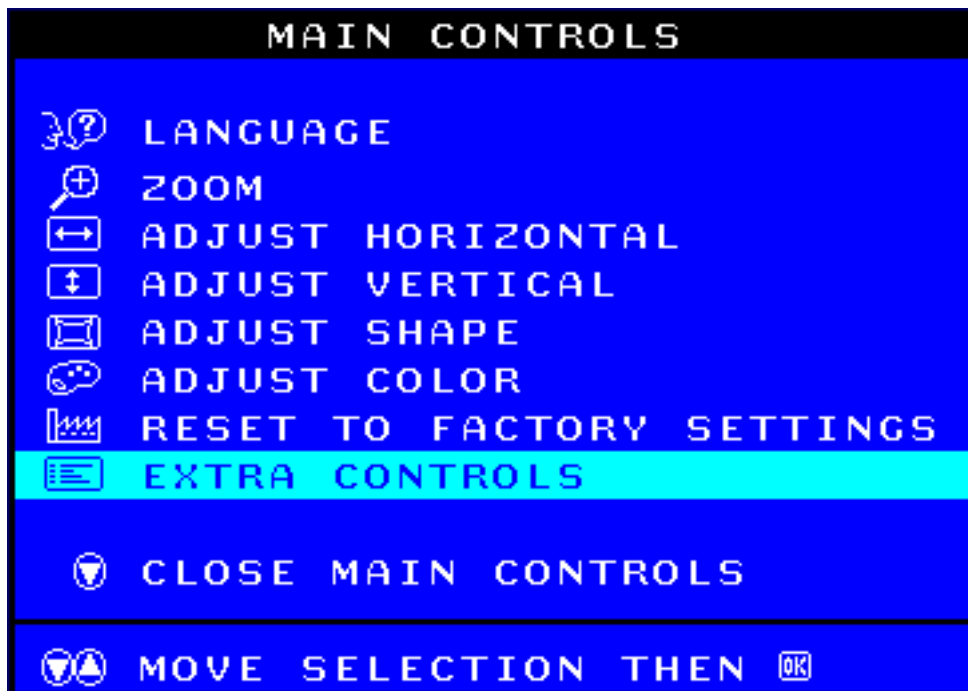 MAIN CONTROLS
LANGUAGE
ZOOM
ADJUST HORIZONTAL
ADJUST VERTICAL
ADJUST SHAPE
ADJUST COLOR
RESET TO FACTORY SETTINGS
EXTRA CONTROLS
CLOSE MAIN CONTROLS
MOVE SELECTION THEN OK